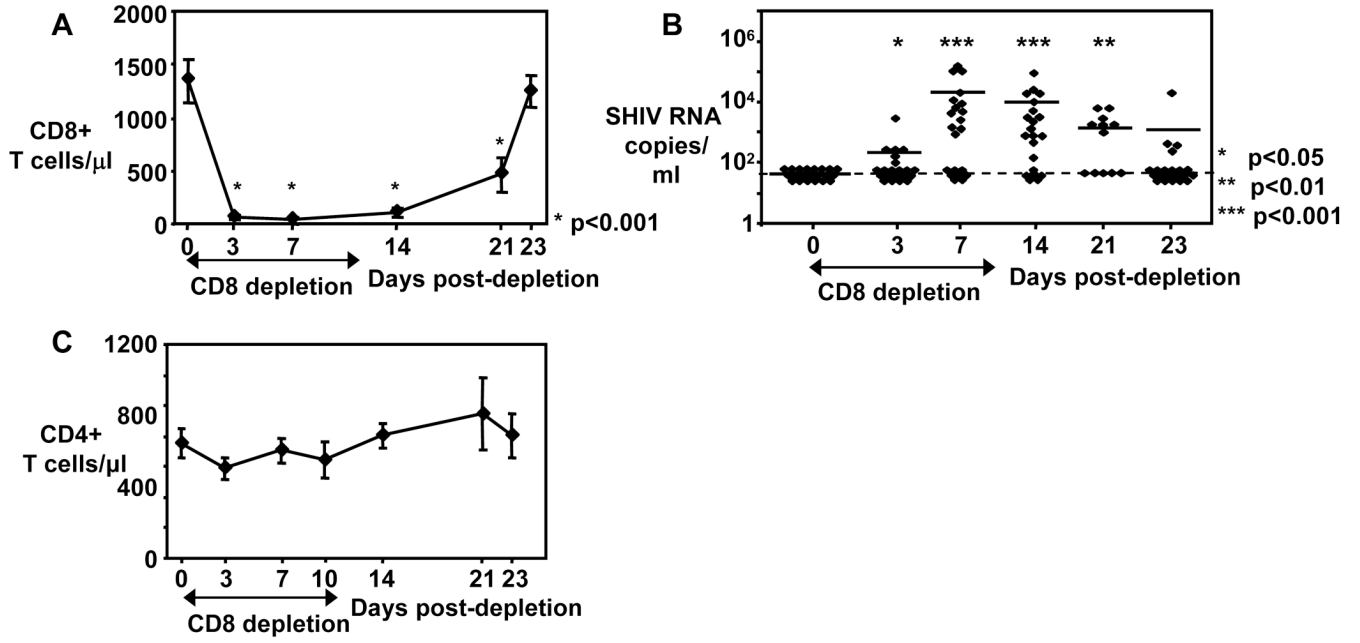 A
2000
1500
1000
500
0
CD8+
T cells/μl
*
*
*
*
* p<0.001
0 3 7 14 21 23
CD8 depletion
Days post-depletion
B
10⁶
10⁴
10²
1
SHIV RNA
copies/
ml
* *** *** **
* p<0.05
** p<0.01
*** p<0.001
0 3 7 14 21 23
CD8 depletion
Days post-depletion
C
1200
800
400
0
CD4+
T cells/μl
0 3 7 10 14 21 23
CD8 depletion
Days post-depletion